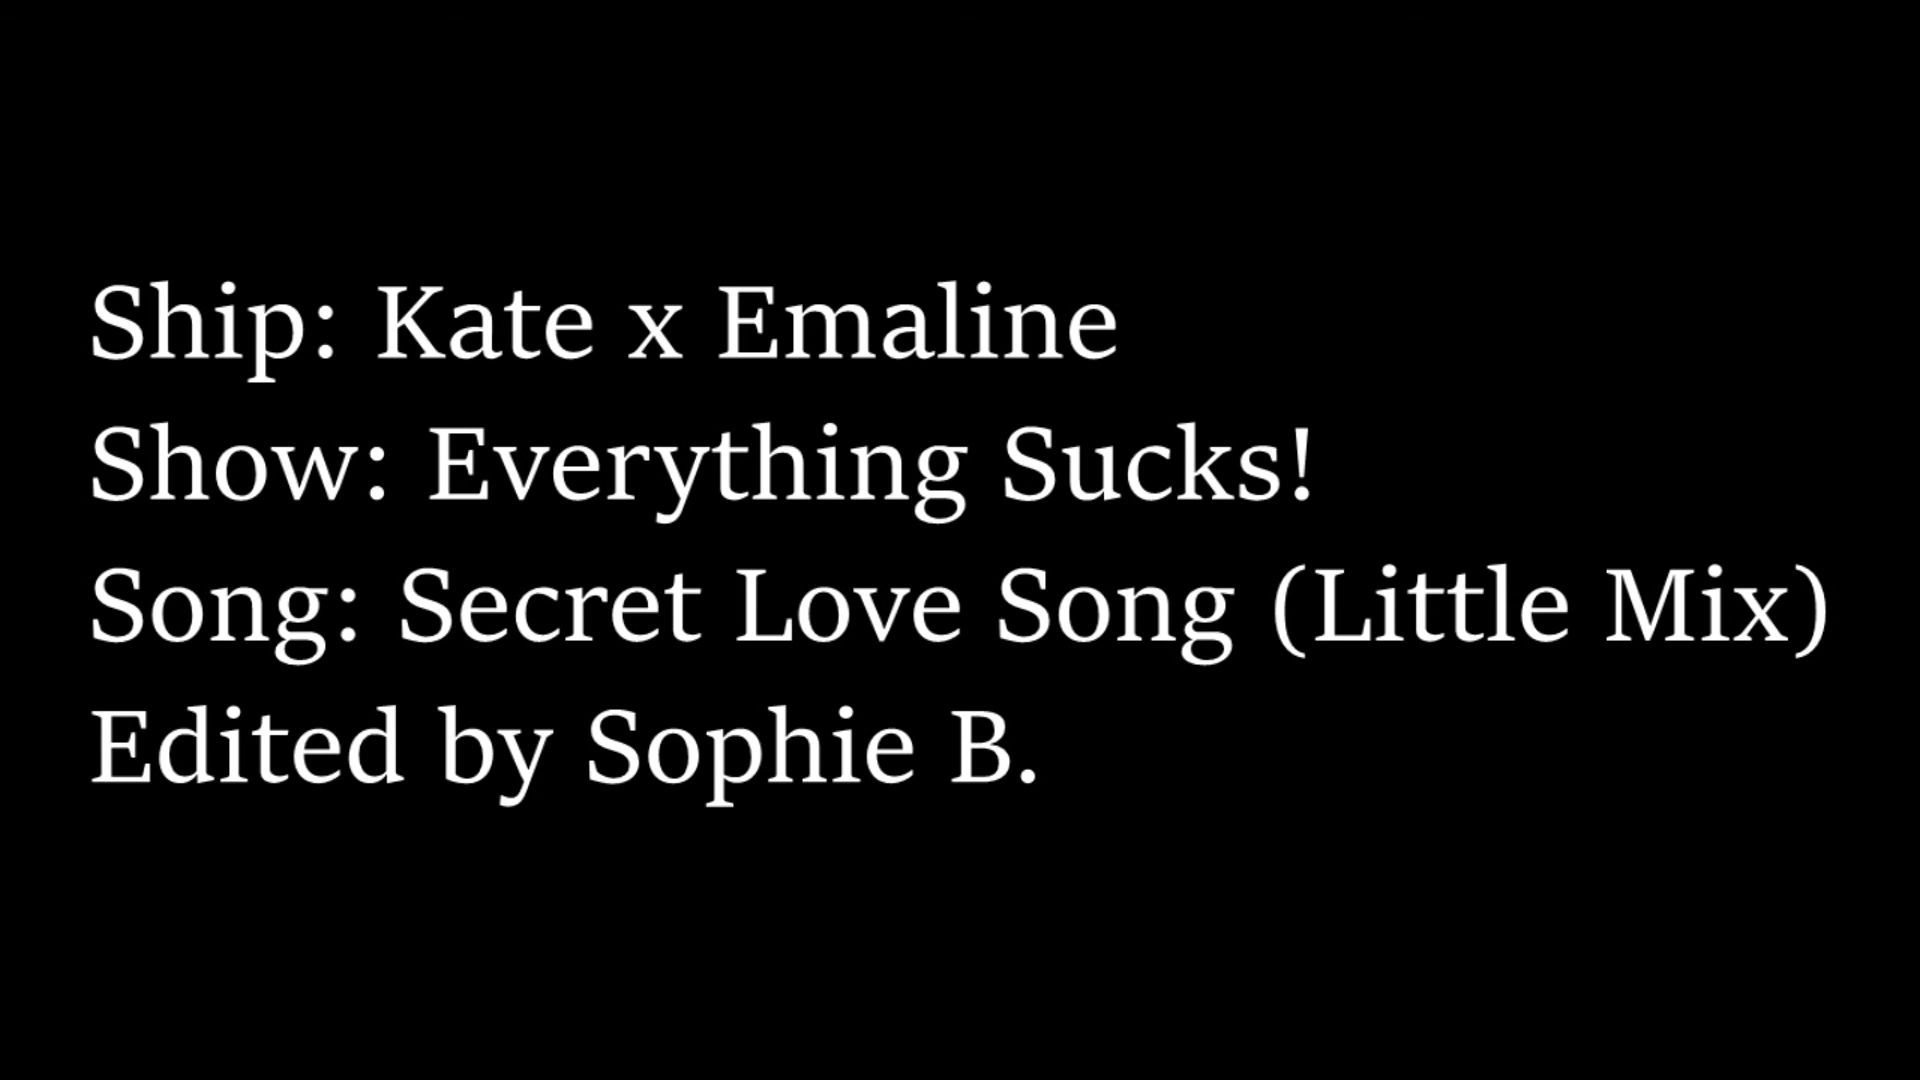 Ship: Kate x Emaline
Show: Everything Sucks!
Song: Secret Love Song (Little Mix)
Edited by Sophie B.